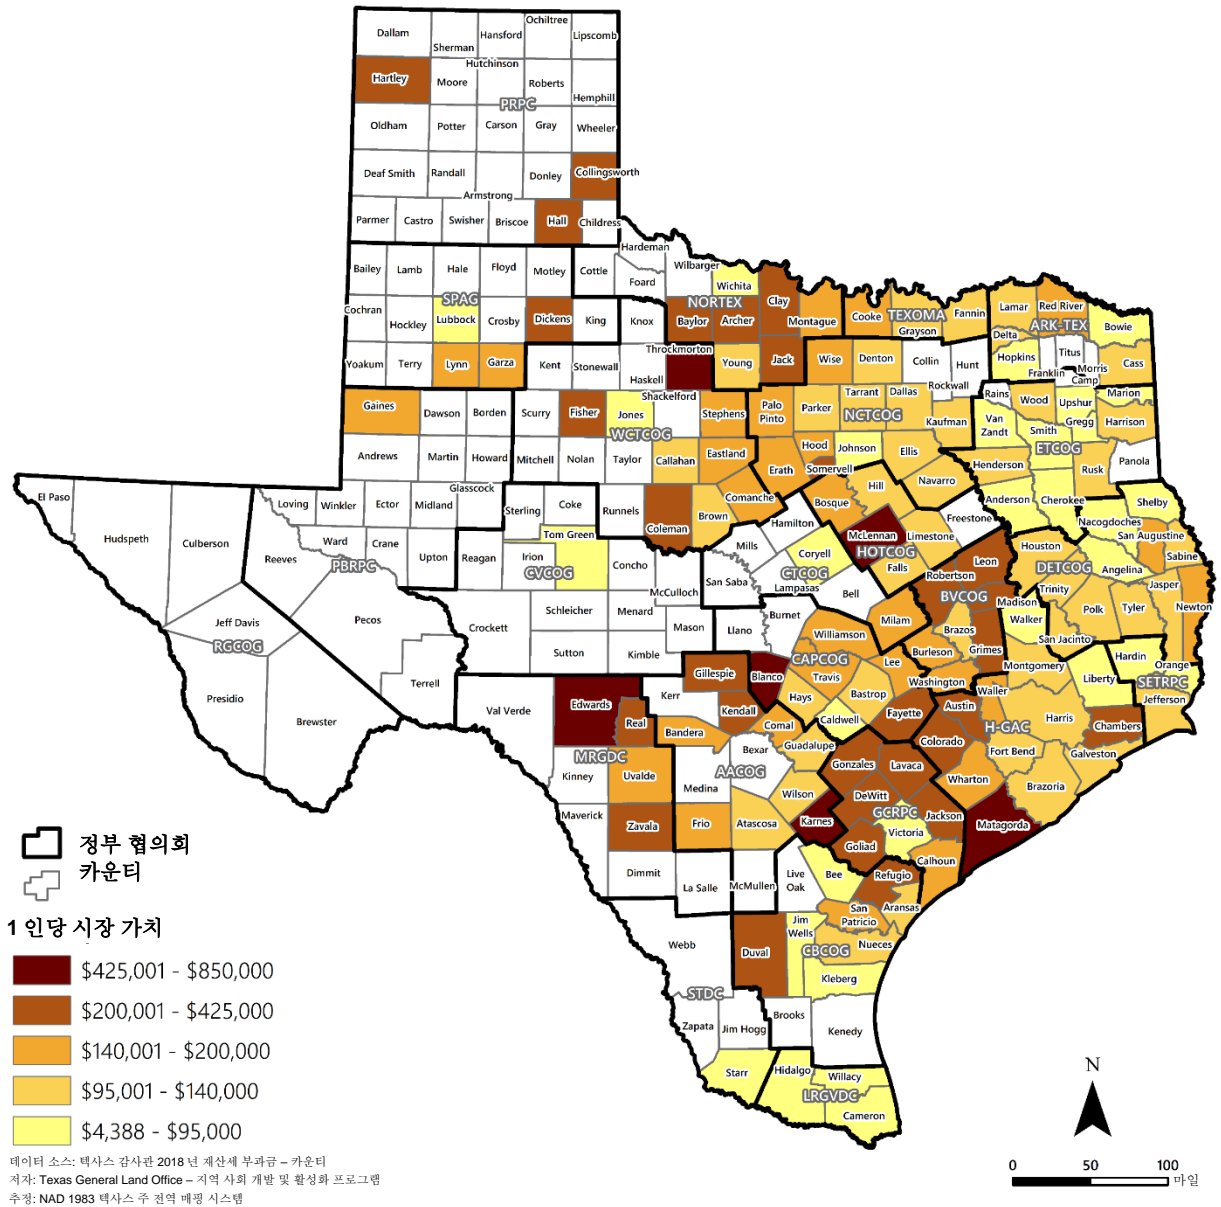 Dallam
Sherman
Hansford
Ochiltree
Lipscomb
Hartley
Moore
Hutchinson
Roberts
Hemphill
PRPC
Oldham
Potter
Carson
Gray
Wheeler
Deaf Smith
Randall
Armstrong
Donley
Collingsworth
Parmer
Castro
Swisher
Briscoe
Hall
Childress
Bailey
Lamb
Hale
Floyd
Motley
Cottle
Hardeman
Foard
Wilbarger
Wichita
SPAG
NORTEX
Cochran
Hockley
Lubbock
Crosby
Dickens
King
Knox
Baylor
Archer
Clay
Montague
Cooke
TEXOMA
Grayson
Fannin
Lamar
Red River
ARK-TEX
Bowie
Delta
Hopkins
Titus
Franklin
Morris
Camp
Cass
Yoakum
Terry
Lynn
Garza
Kent
Stonewall
Haskell
Throckmorton
Young
Jack
Wise
Denton
Collin
Hunt
Rockwall
Rains
Wood
Upshur
Marion
Gaines
Dawson
Borden
Scurry
Fisher
Jones
Shackelford
Stephens
Palo
Pinto
Parker
Tarrant
Dallas
NCTCOG
Kaufman
Van
Zandt
Smith
Gregg
Harrison
ETCOG
WCTCOG
Andrews
Martin
Howard
Mitchell
Nolan
Taylor
Callahan
Eastland
Erath
Hood
Somervell
Johnson
Ellis
Navarro
Henderson
Rusk
Panola
El Paso
Hudspeth
Culberson
Loving
Winkler
Ector
Midland
Glasscock
Sterling
Coke
Runnels
Coleman
Brown
Comanche
Bosque
Hill
Freestone
Anderson
Cherokee
Shelby
Nacogdoches
San Augustine
Sabine
Reeves
Ward
Crane
Upton
PBRPC
Reagan
Irion
Tom Green
CVCOG
Concho
McCulloch
San Saba
Mills
Hamilton
Coryell
CTCOG
Lampasas
McLennan
HOTCOG
Limestone
Falls
Bell
Leon
Robertson
Houston
DETCOG
Angelina
Trinity
Polk
Tyler
Jasper
Newton
Jeff Davis
RGCOG
Pecos
Crockett
Schleicher
Menard
Mason
Llano
Burnet
Williamson
Milam
BVCOG
Brazos
Madison
Walker
San Jacinto
Grimes
Burleson
Presidio
Brewster
Terrell
Sutton
Kimble
Gillespie
Blanco
CAPCOG
Travis
Hays
Lee
Bastrop
Washington
Montgomery
Hardin
Orange
Liberty
SETRPC
Jefferson
Val Verde
Edwards
Real
Kerr
Kendall
Bandera
Comal
Caldwell
Fayette
Austin
Waller
H-GAC
Harris
Chambers
MRGDC
Kinney
Uvalde
Bexar
AACOG
Medina
Guadalupe
Gonzales
Lavaca
Colorado
Fort Bend
Galveston
Wharton
Brazoria
Maverick
Zavala
Frio
Atascosa
Wilson
Karnes
DeWitt
GCRPC
Victoria
Jackson
Matagorda
Goliad
Calhoun
Dimmit
La Salle
McMullen
Live
Oak
Bee
Refugio
San
Patricio
Aransas
Webb
Duval
Jim
Wells
CBCOG
Nueces
Kleberg
STDC
Zapata
Jim Hogg
Brooks
Kenedy
Starr
Hidalgo
Willacy
LRGVDC
Cameron
정부 협의회
카운티
1 인당 시장 가치
$425,001 - $850,000
$200,001 - $425,000
$140,001 - $200,000
$95,001 - $140,000
$4,388 - $95,000
데이터 소스: 텍사스 감사관 2018 년 재산세 부과금 – 카운티
저자: Texas General Land Office – 지역 사회 개발 및 활성화 프로그램
추정: NAD 1983 텍사스 주 전역 매핑 시스템
N
0 50 100
마일